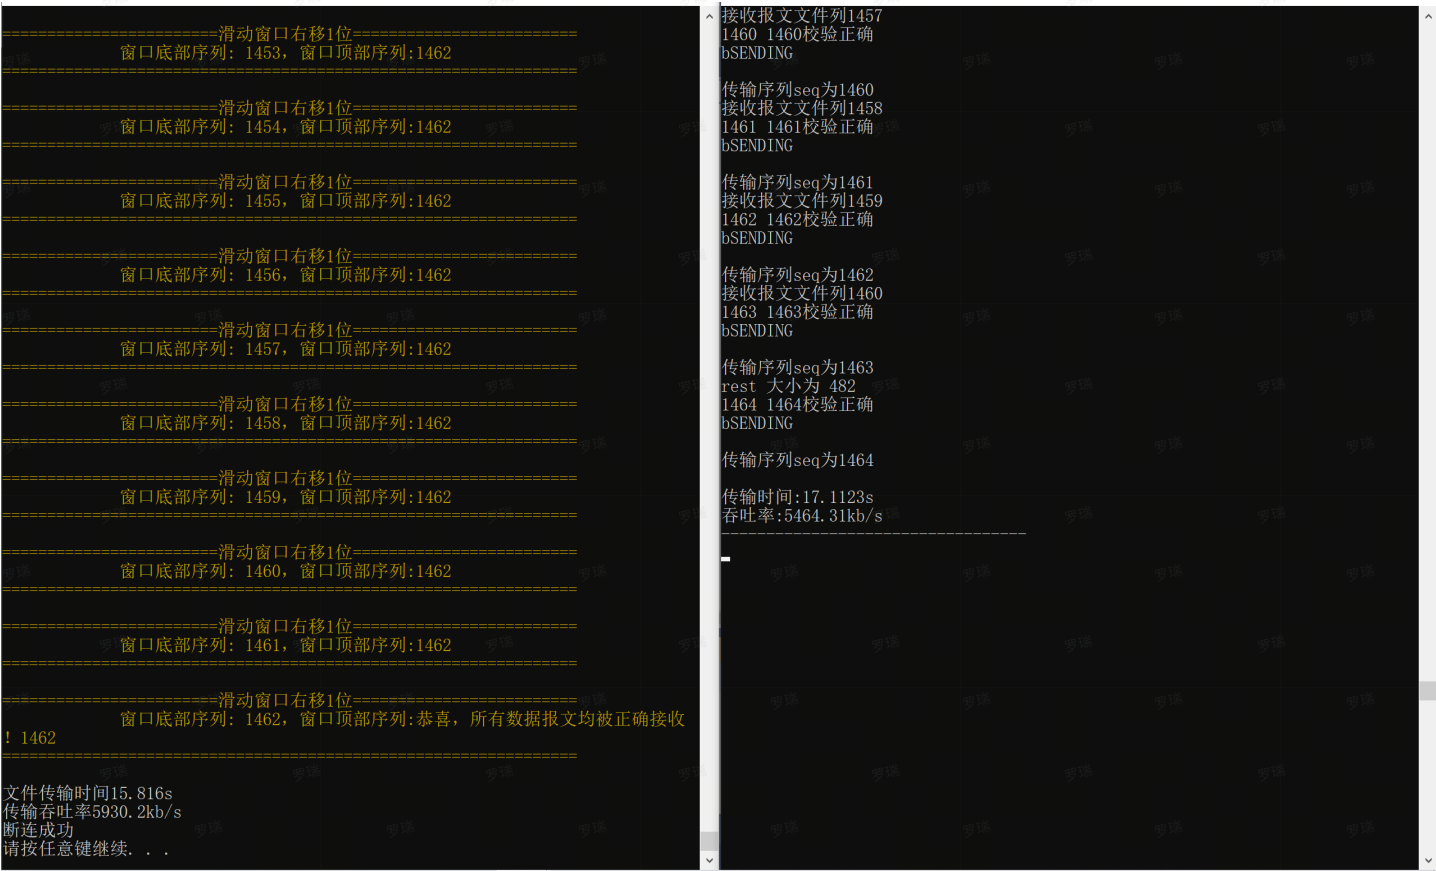 =======================滑动窗口右移1位=========================
窗口底部序列: 1453, 窗口顶部序列:1462
================================================================
=======================滑动窗口右移1位=========================
窗口底部序列: 1454, 窗口顶部序列:1462
================================================================
=======================滑动窗口右移1位=========================
窗口底部序列: 1455, 窗口顶部序列:1462
================================================================
=======================滑动窗口右移1位=========================
窗口底部序列: 1456, 窗口顶部序列:1462
================================================================
=======================滑动窗口右移1位=========================
窗口底部序列: 1457, 窗口顶部序列:1462
================================================================
=======================滑动窗口右移1位=========================
窗口底部序列: 1458, 窗口顶部序列:1462
================================================================
=======================滑动窗口右移1位=========================
窗口底部序列: 1459, 窗口顶部序列:1462
================================================================
=======================滑动窗口右移1位=========================
窗口底部序列: 1460, 窗口顶部序列:1462
================================================================
=======================滑动窗口右移1位=========================
窗口底部序列: 1461, 窗口顶部序列:1462
================================================================
=======================滑动窗口右移1位=========================
窗口底部序列: 1462, 窗口顶部序列:恭喜, 所有数据报文均被正确接收
! 1462
================================================================
文件传输时间15.816s
传输吞吐率5930.2kb/s
断连成功
请按任意键继续. . .
接收报文文件列1457
1460 1460校验正确
bSENDING
传输序列seq为1460
接收报文文件列1458
1461 1461校验正确
bSENDING
传输序列seq为1461
接收报文文件列1459
1462 1462校验正确
bSENDING
传输序列seq为1462
接收报文文件列1460
1463 1463校验正确
bSENDING
传输序列seq为1463
rest 大小为 482
1464 1464校验正确
bSENDING
传输序列seq为1464
传输时间:17.1123s
吞吐率:5464.31kb/s
----------------------------------